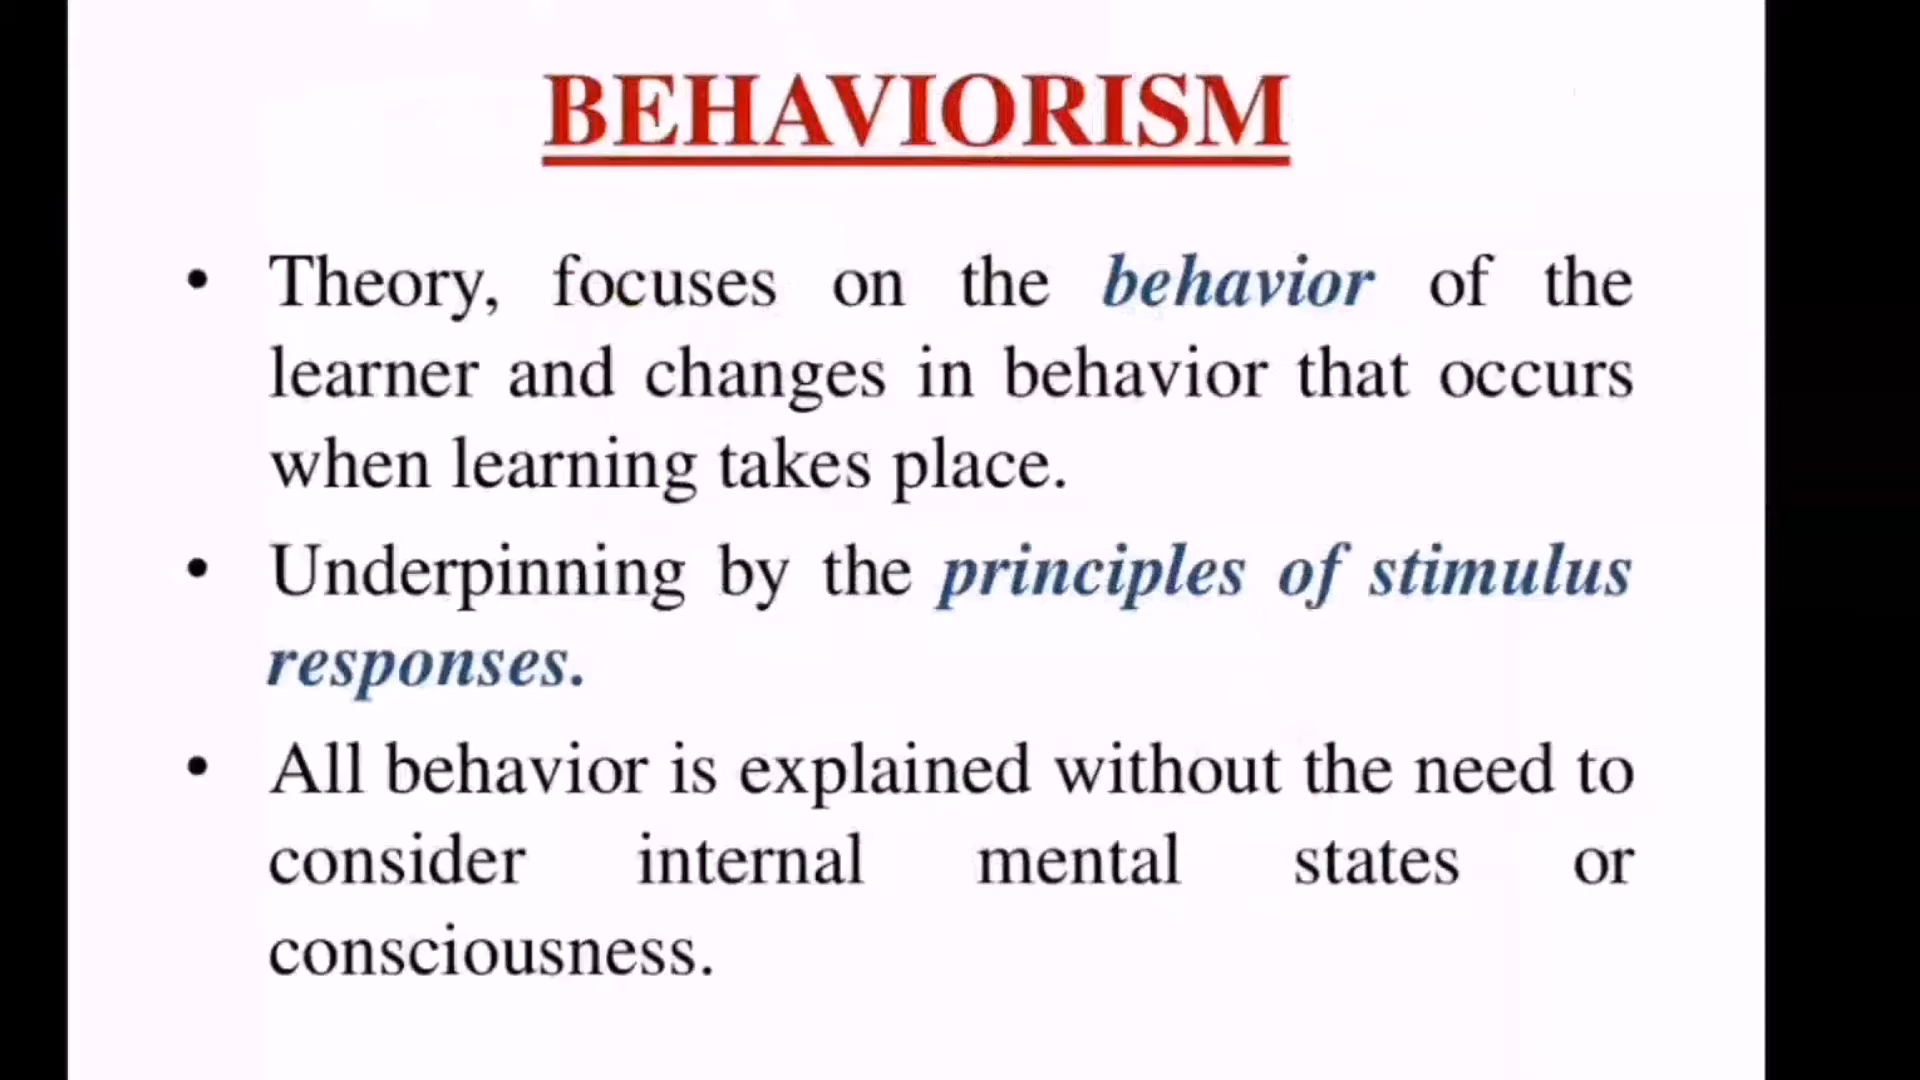 BEHAVIORISM
• Theory, focuses on the behavior of the
learner and changes in behavior that occurs
when learning takes place.
• Underpinning by the principles of stimulus
responses.
• All behavior is explained without the need to
consider internal mental states or
consciousness.